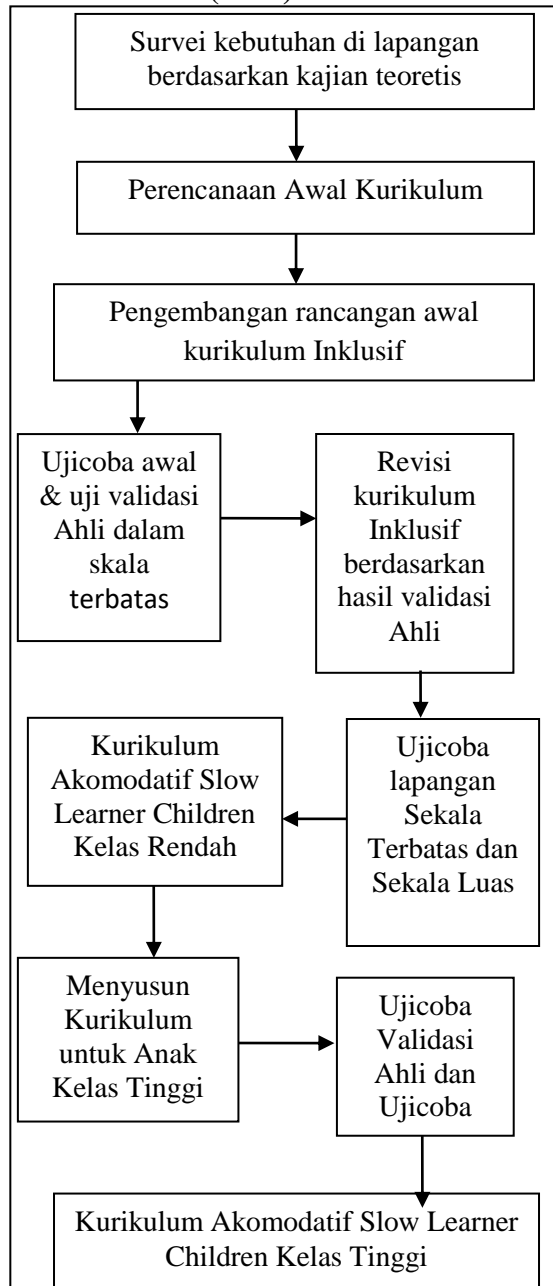 Survei kebutuhan di lapangan
berdasarkan kajian teoretis
Perencanaan Awal Kurikulum
Pengembangan rancangan awal
kurikulum Inklusif
Ujicoba awal
& uji validasi
Ahli dalam
skala
terbatas
Revisi
kurikulum
Inklusif
berdasarkan
hasil validasi
Ahli
Ujicoba
lapangan
Sekala
Terbatas dan
Sekala Luas
Kurikulum
Akomodatif Slow
Learner Children
Kelas Rendah
Menyusun
Kurikulum
untuk Anak
Kelas Tinggi
Ujicoba
Validasi
Ahli dan
Ujicoba
Kurikulum Akomodatif Slow Learner
Children Kelas Tinggi